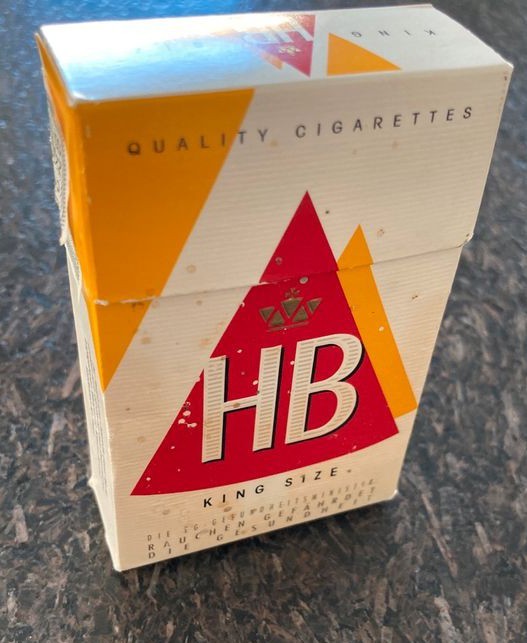 HB
KING
QUALITY CIGARETTES
HB
KING SIZE
DIE EG-GESUNDHEITSMINISTER:
RAUCHEN GEFÄHRDET
DIE GESUNDHEIT